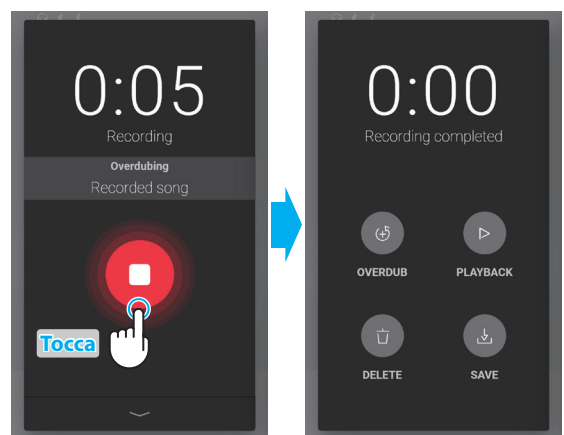 0:05
Recording
Overdubing
Recorded song
Tocca
0:00
Recording completed
OVERDUB
PLAYBACK
DELETE
SAVE